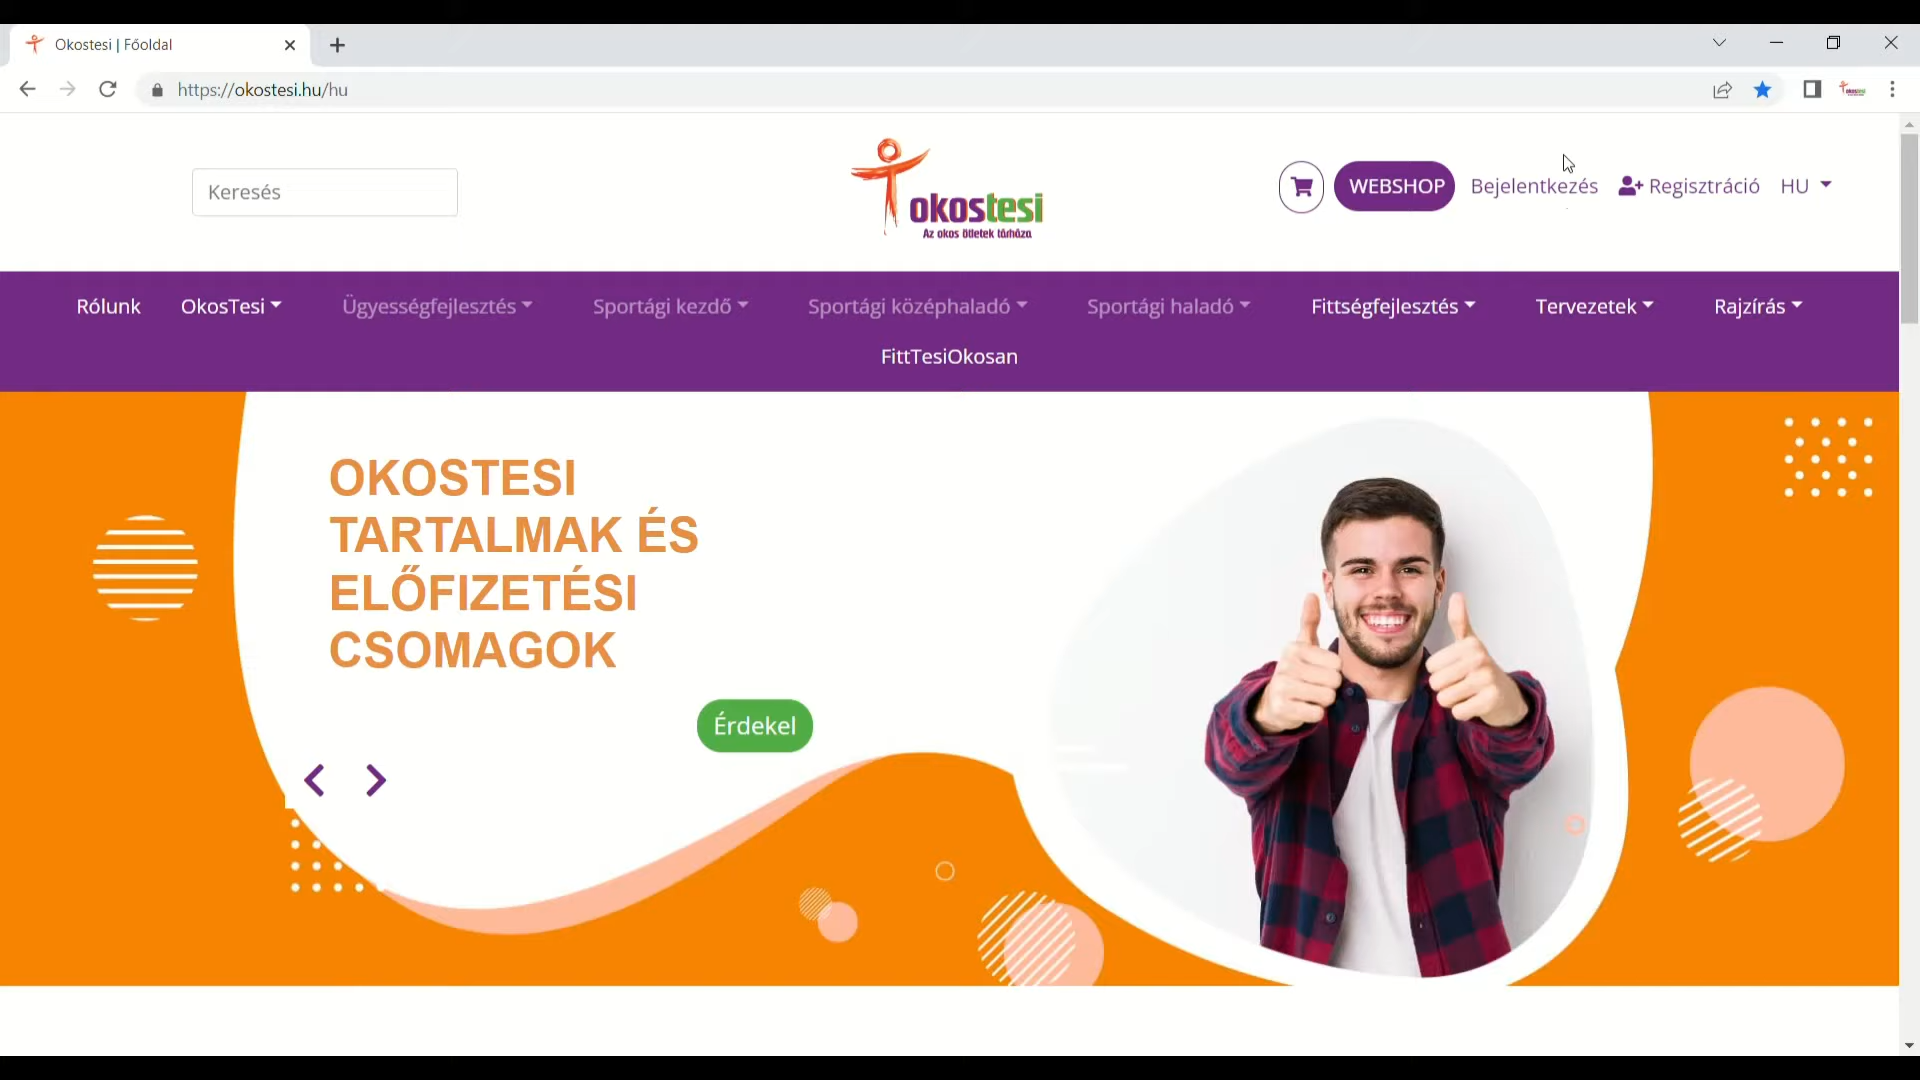 Okostesi | Főoldal
https://okostesi.hu/hu
Keresés
okostesi
Az okos ötletek tárháza
WEBSHOP
Bejelentkezés
Regisztráció
HU
Rólunk
OkosTesi
Ügyességfejlesztés
Sportági kezdő
Sportági középhaladó
Sportági haladó
Fittségfejlesztés
Tervezetek
Rajzírás
FittTesiOkosan
OKOSTESI
TARTALMAK ÉS
ELŐFIZETÉSI
CSOMAGOK
Érdekel